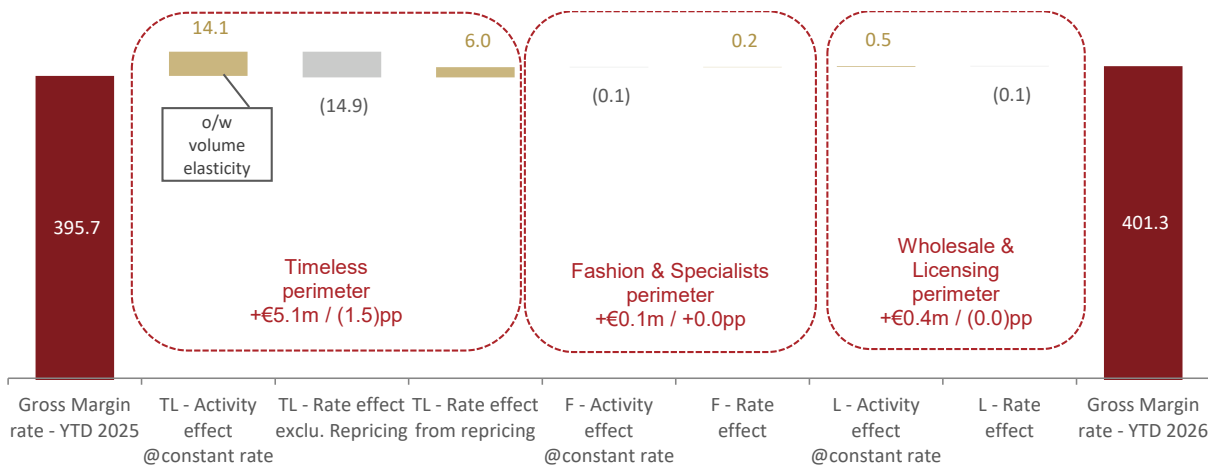 14.1
6.0
0.2
0.5
(14.9)
(0.1)
(0.1)
o/w
volume
elasticity
395.7
401.3
Timeless
perimeter
+€5.1m / (1.5)pp
Fashion & Specialists
perimeter
+€0.1m / +0.0pp
Wholesale &
Licensing
perimeter
+€0.4m / (0.0)pp
Gross Margin
rate - YTD 2025
TL - Activity
effect
@constant rate
TL - Rate effect
exclu. Repricing
TL - Rate effect
from repricing
F - Activity
effect
@constant rate
F - Rate
effect
L - Activity
effect
@constant rate
L - Rate
effect
Gross Margin
rate - YTD 2026